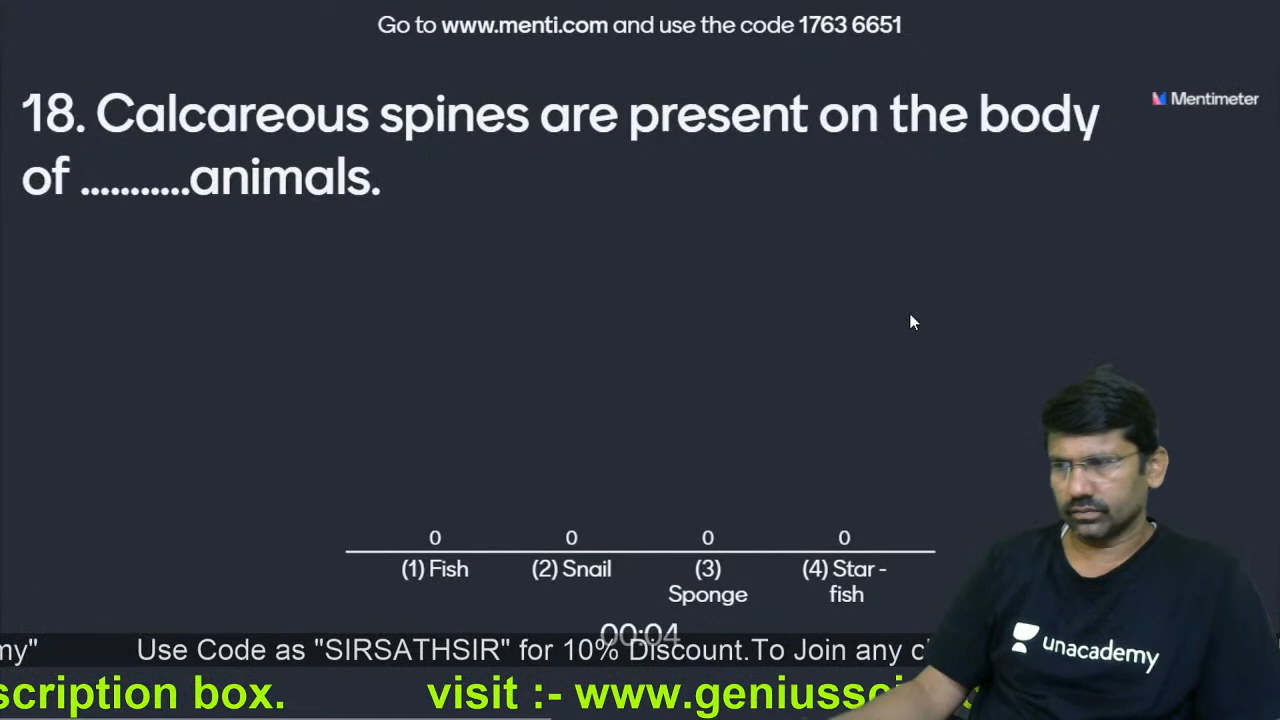 Go to www.menti.com and use the code 1763 6651
Mentimeter
18. Calcareous spines are present on the body
of ...........animals.
0 0 0 0
(1) Fish (2) Snail (3) Sponge (4) Star - fish
00:04
my" Use Code as "SIRSATHSIR" for 10% Discount.To Join any c
scription box. visit :- www.geniussci
unacademy